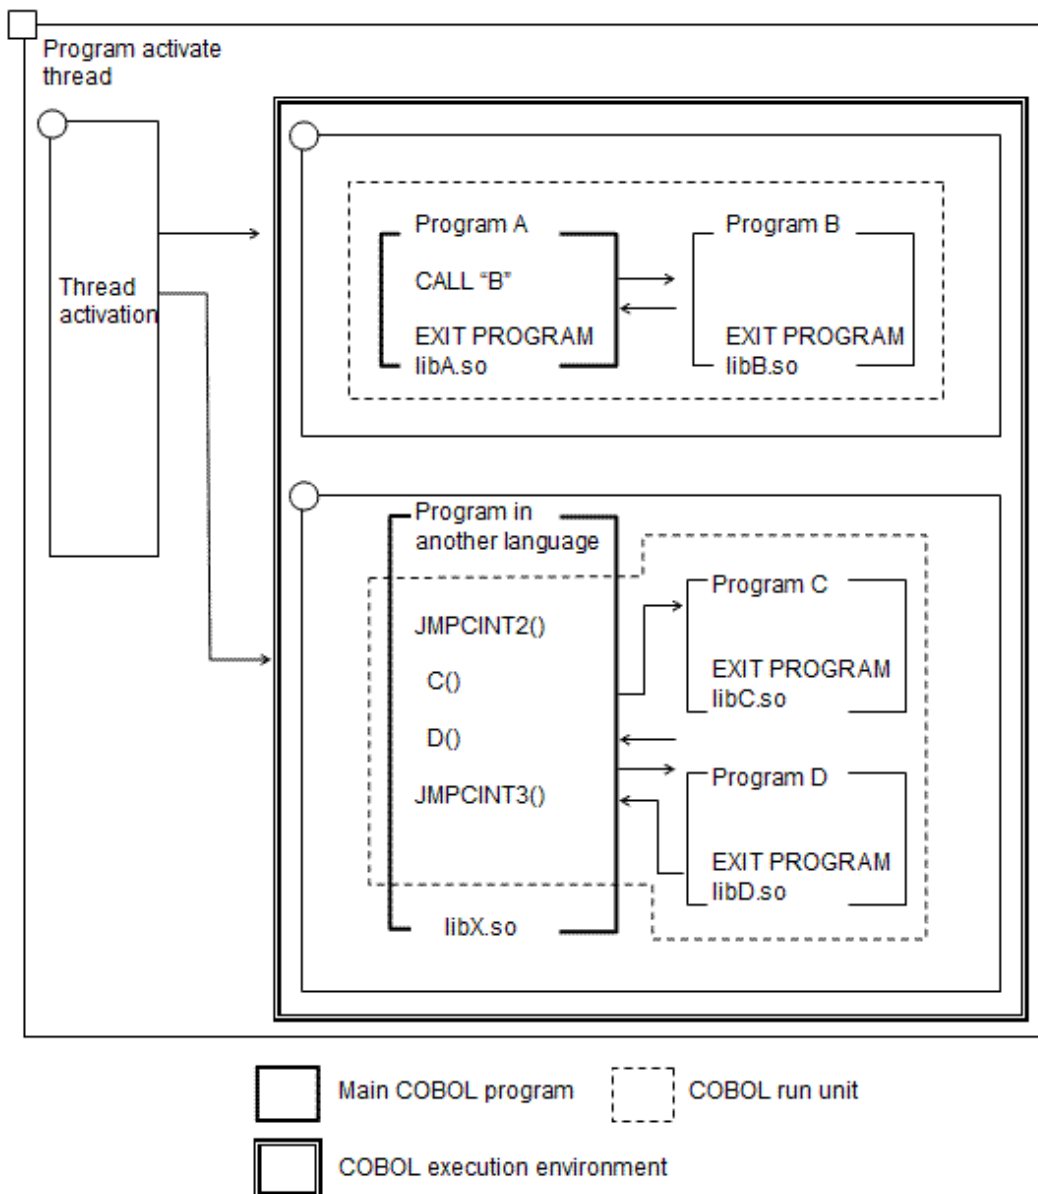 Program activate
thread
Thread
activation
Program A
CALL “B”
EXIT PROGRAM
libA.so
Program B
EXIT PROGRAM
libB.so
Program in
another language
JMPCINT2()
C()
D()
JMPCINT3()
libX.so
Program C
EXIT PROGRAM
libC.so
Program D
EXIT PROGRAM
libD.so
Main COBOL program
COBOL run unit
COBOL execution environment